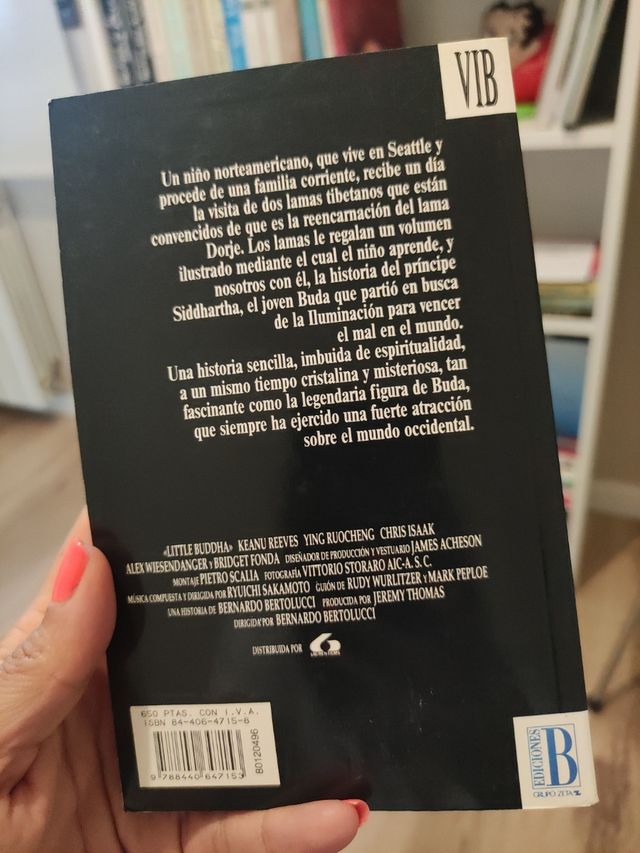 VIB
Un niño norteamericano, que vive en Seattle y
procede de una familia corriente, recibe un día
la visita de dos lamas tibetanos que están
convencidos de que es la reencarnación del lama
Dorje. Los lamas le regalan un volumen
ilustrado mediante el cual el niño aprende, y
nosotros con él, la historia del príncipe
Siddhartha, el joven Buda que partió en busca
de la Iluminación para vencer
el mal en el mundo.
Una historia sencilla, imbuida de espiritualidad,
a un mismo tiempo cristalina y misteriosa, tan
fascinante como la legendaria figura de Buda,
que siempre ha ejercido una fuerte atracción
sobre el mundo occidental.
«LITTLE BUDDHA» KEANU REEVES YING RUOCHENG CHRIS ISAAK
ALEX WIESENDANGER y BRIDGET FONDA DISEÑADOR DE PRODUCCIÓN Y VESTUARIO JAMES ACHESON
MONTAJE PIETRO SCALIA FOTOGRAFÍA VITTORIO STORARO AIC-A. S. C.
MÚSICA COMPUESTA Y DIRIGIDA POR RYUICHI SAKAMOTO GUIÓN DE RUDY WURLITZER Y MARK PEPLOE
UNA HISTORIA DE BERNARDO BERTOLUCCI PRODUCIDA POR JEREMY THOMAS
DIRIGIDA POR BERNARDO BERTOLUCCI
DISTRIBUIDA POR
650 PTAS. CON I.V.A.
ISBN 84-406-4715-8
9 788440 647153
80120496
EDICIONES
B
GRUPO ZETA